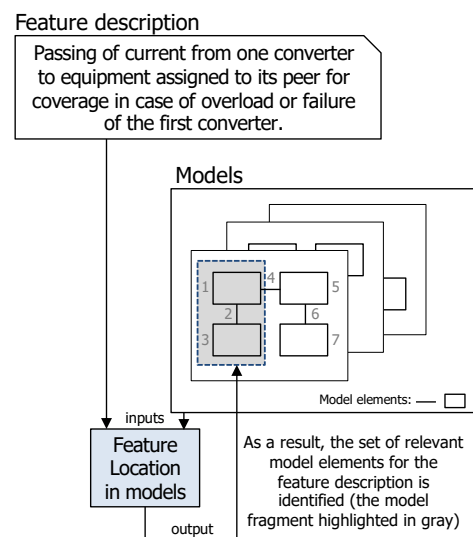 Feature description
Passing of current from one converter
to equipment assigned to its peer for
coverage in case of overload or failure
of the first converter.
Models
1
4
5
2
6
3
7
Model elements:
inputs
Feature
Location
in models
As a result, the set of relevant
model elements for the
feature description is
identified (the model
fragment highlighted in gray)
output